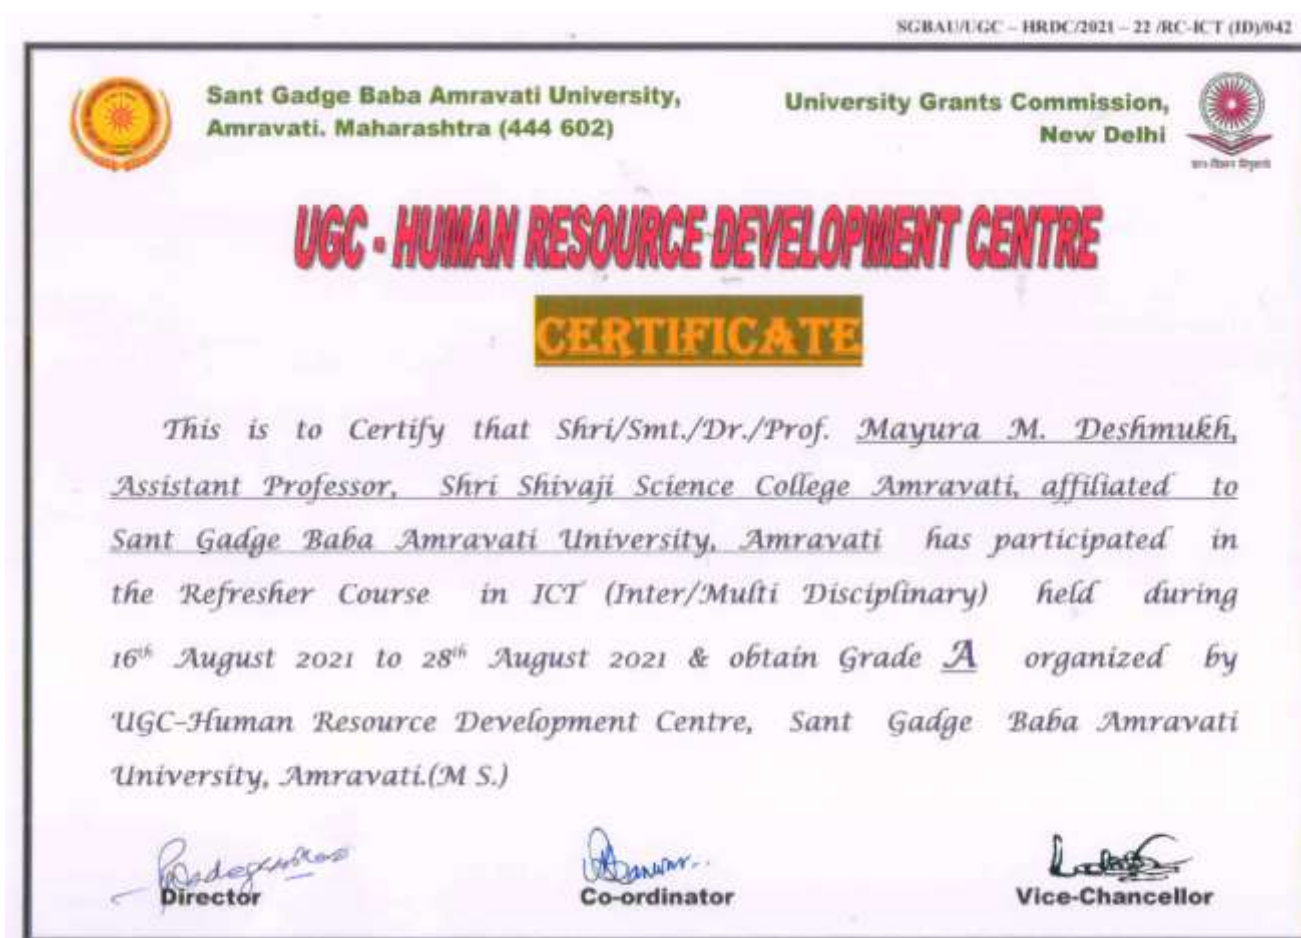 SGBAU/UGC – HRDC/2021 – 22 /RC-ICT (ID)/042
Sant Gadge Baba Amravati University,
Amravati. Maharashtra (444 602)
University Grants Commission,
New Delhi
UGC - HUMAN RESOURCE DEVELOPMENT CENTRE
CERTIFICATE
This is to Certify that Shri/Smt./Dr./Prof. Mayura M. Deshmukh,
Assistant Professor, Shri Shivaji Science College Amravati, affiliated to
Sant Gadge Baba Amravati University, Amravati has participated in
the Refresher Course in ICT (Inter/Multi Disciplinary) held during
16th August 2021 to 28th August 2021 & obtain Grade A organized by
UGC-Human Resource Development Centre, Sant Gadge Baba Amravati
University, Amravati.(M S.)
Director
Co-ordinator
Vice-Chancellor